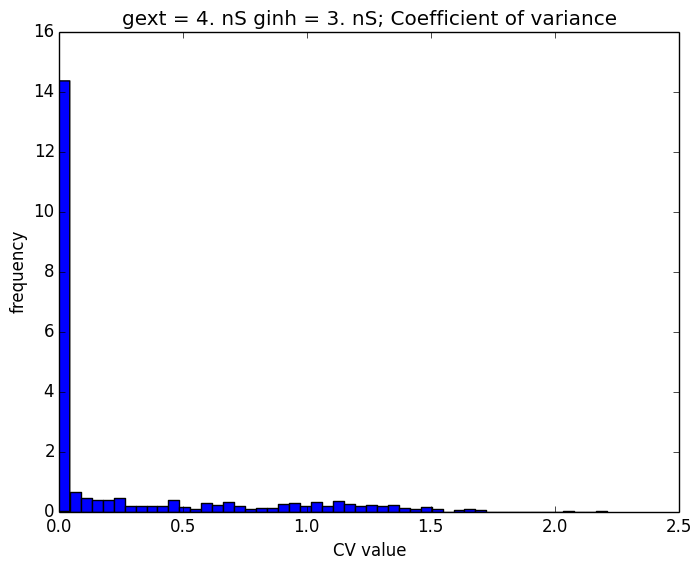 gext = 4. nS ginh = 3. nS; Coefficient of variance
16
14
12
10
8
6
4
2
0
frequency
0.0 0.5 1.0 1.5 2.0 2.5
CV value